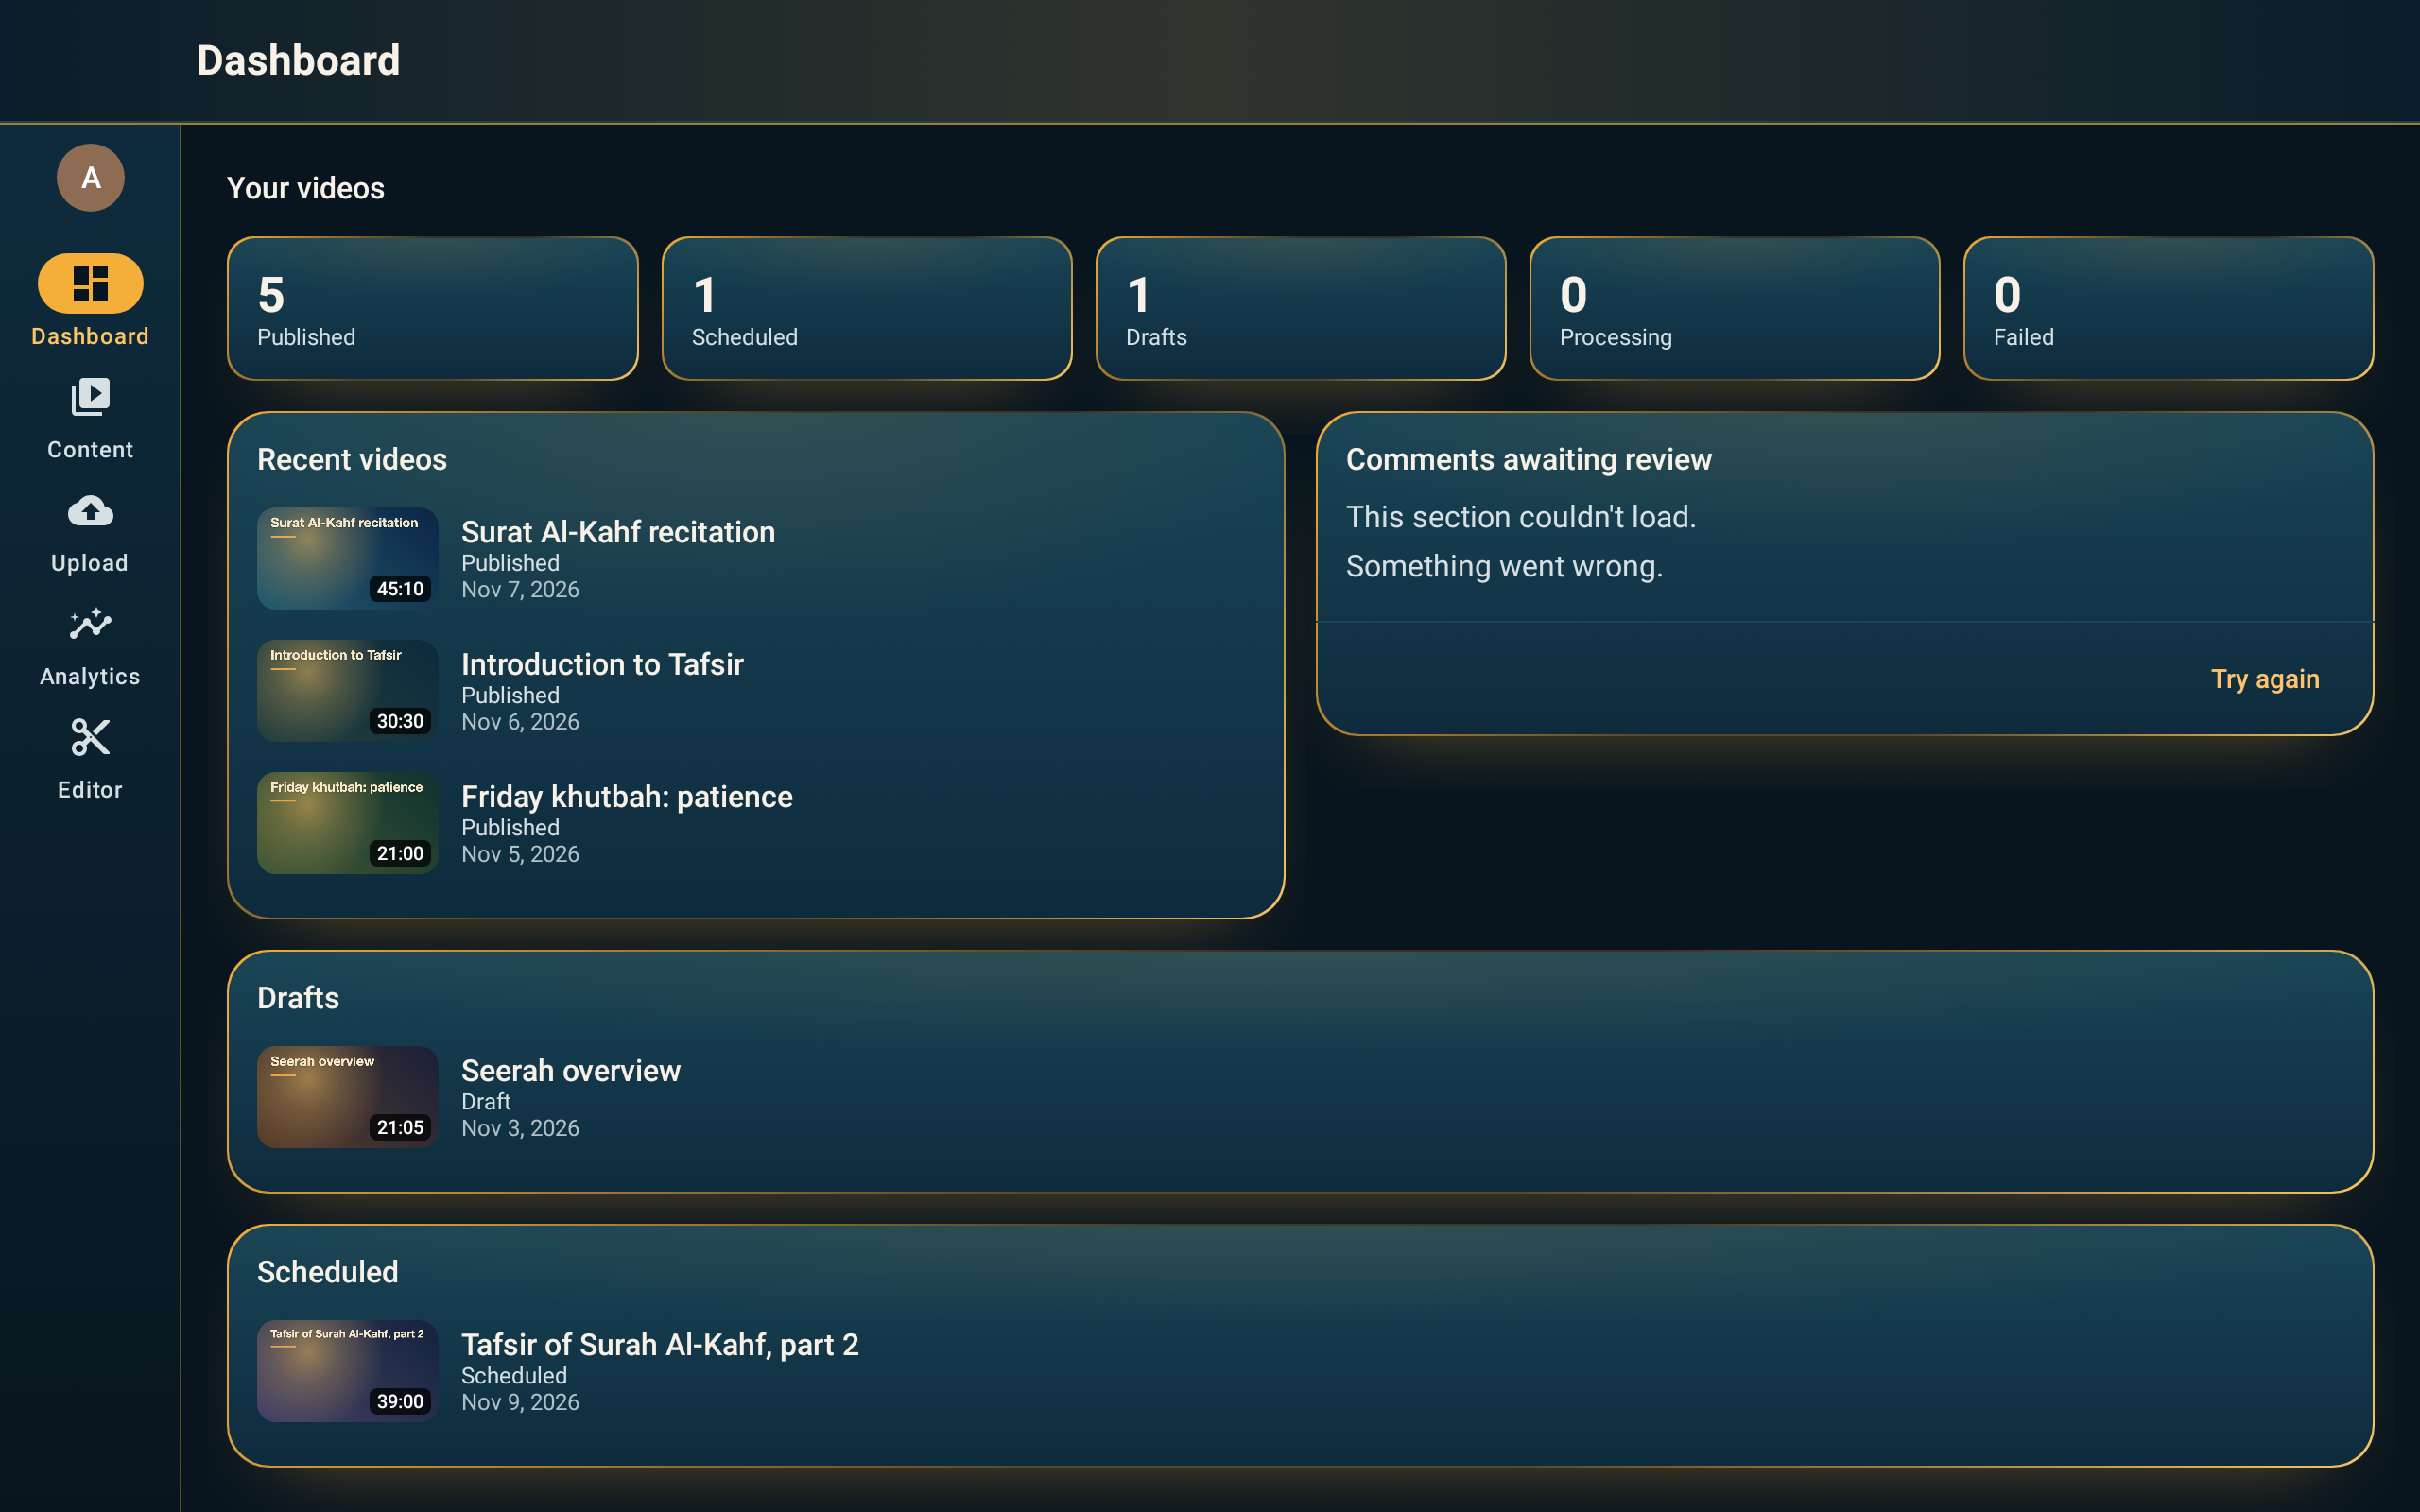 Dashboard
A
Dashboard
Content
Upload
Analytics
Editor
Your videos
5
Published
1
Scheduled
1
Drafts
0
Processing
0
Failed
Recent videos
Surat Al-Kahf recitation
45:10
Surat Al-Kahf recitation
Published
Nov 7, 2026
Introduction to Tafsir
30:30
Introduction to Tafsir
Published
Nov 6, 2026
Friday khutbah: patience
21:00
Friday khutbah: patience
Published
Nov 5, 2026
Comments awaiting review
This section couldn't load.
Something went wrong.
Try again
Drafts
Seerah overview
21:05
Seerah overview
Draft
Nov 3, 2026
Scheduled
Tafsir of Surah Al-Kahf, part 2
39:00
Tafsir of Surah Al-Kahf, part 2
Scheduled
Nov 9, 2026